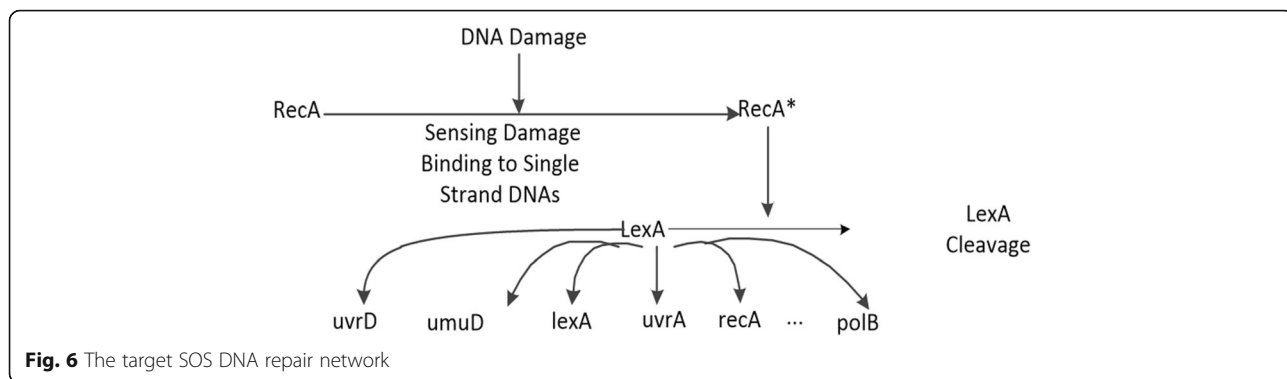 DNA Damage
RecA
RecA*
Sensing Damage
Binding to Single
Strand DNAs
LexA
LexA
Cleavage
uvrD
umuD
lexA
uvrA
recA
...
polB
Fig. 6 The target SOS DNA repair network